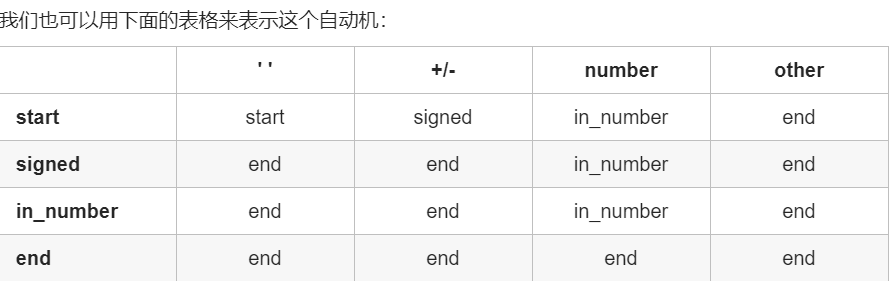 我们也可以用下面的表格来表示这个自动机：
' ' +/- number other
start start signed in_number end
signed end end in_number end
in_number end end in_number end
end end end end end